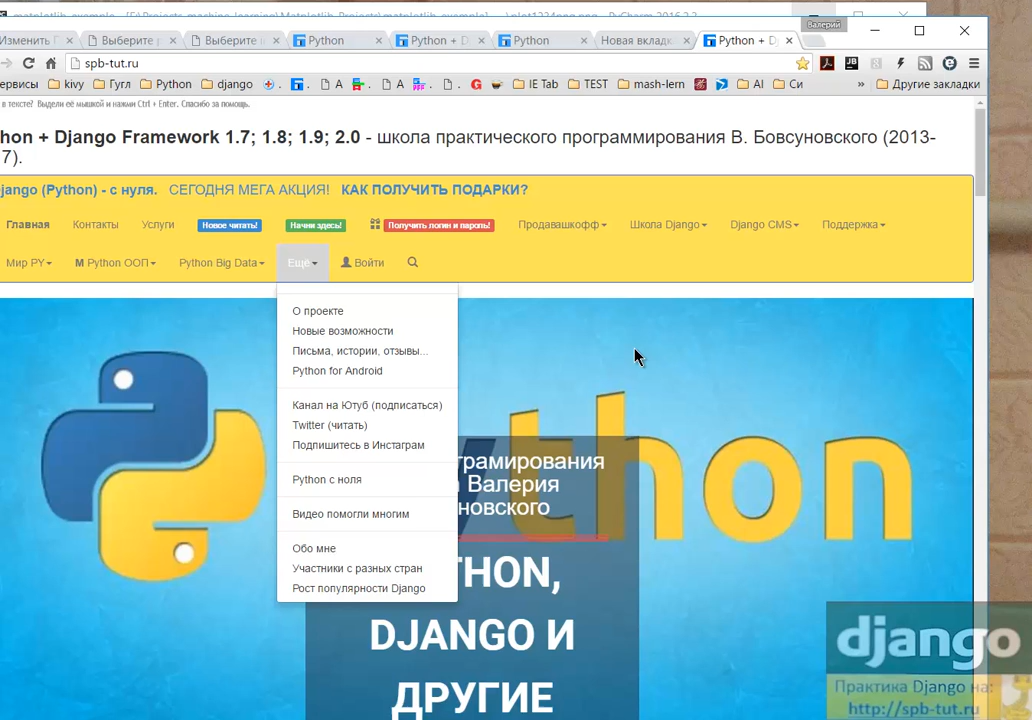 Валерий
Изменить Г
Выберите у
Выберите г
Python
Python + D
Python
Новая вкладк
Python + Dj
spb-tut.ru
ервисы
kivy
Гугл
Python
django
А
А
IE Tab
TEST
mash-lern
AI
Си
»
Другие закладки
в тексте? Выдели её мышкой и нажми Ctrl + Enter. Спасибо за помощь.
hon + Django Framework 1.7; 1.8; 1.9; 2.0 - школа практического программирования В. Бовсуновского (2013-
7).
jango (Python) - с нуля. СЕГОДНЯ МЕГА АКЦИЯ! КАК ПОЛУЧИТЬ ПОДАРКИ?
Главная Контакты Услуги Новое читать! Начни здесь! Получить логин и пароль! Продавашкофф Школа Django Django CMS Поддержка
Мир PY М Python ООП Python Big Data Ещё Войти
О проекте
Новые возможности
Письма, истории, отзывы...
Python for Android
Канал на Ютуб (подписаться)
Twitter (читать)
Подпишитесь в Инстаграм
Python с ноля
Видео помогли многим
Обо мне
Участники с разных стран
Рост популярности Django
thon
грамирования
Валерия
новского
THON,
DJANGO И
ДРУГИЕ
django
Практика Django на:
http://spb-tut.ru